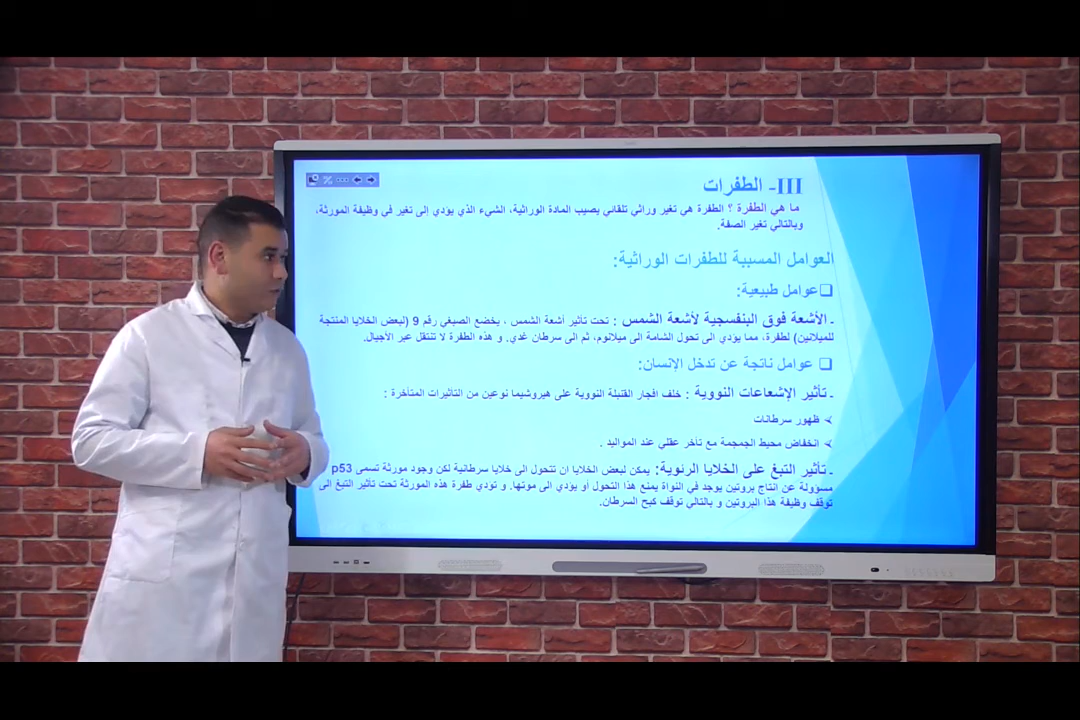 III- الطفرات
ما هي الطفرة ؟ الطفرة هي تغير وراثي تلقائي يصيب المادة الوراثية، الشيء الذي يؤدي إلى تغير في وظيفة المورثة،
وبالتالي تغير الصفة.
العوامل المسببة للطفرات الوراثية:
❑عوامل طبيعية:
ـ الأشعة فوق البنفسجية لأشعة الشمس : تحت تأثير أشعة الشمس ، يخضع الصبغي رقم 9 (لبعض الخلايا المنتجة
للميلانين) لطفرة، مما يؤدي الى تحول الشامة الى ميلانوم، ثم الى سرطان غدي. و هذه الطفرة لا تنتقل عبر الأجيال.
❑ عوامل ناتجة عن تدخل الإنسان:
ـ تأثير الإشعاعات النووية : خلف افجار القنبلة النووية على هيروشيما نوعين من التأثيرات المتأخرة :
➢ ظهور سرطانات
➢ انخفاض محيط الجمجمة مع تأخر عقلي عند المواليد .
ـ تأثير التبغ على الخلايا الرئوية: يمكن لبعض الخلايا ان تتحول الى خلايا سرطانية لكن وجود مورثة تسمى p53
مسؤولة عن انتاج بروتين يوجد في النواة يمنع هذا التحول أو يؤدي الى موتها. و تؤدي طفرة هذه المورثة تحت تأثير التبغ الى
توقف وظيفة هذا البروتين و بالتالي توقف كبح السرطان.